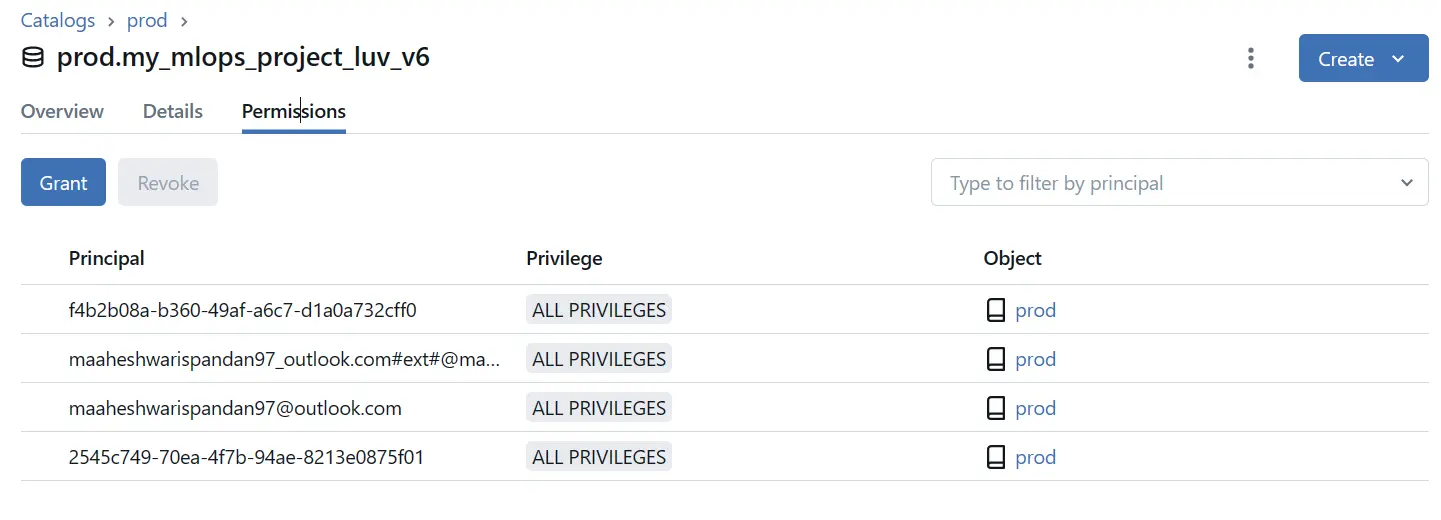 Catalogs › prod ›
prod.my_mlops_project_luv_v6
Create
Overview Details Permissions
Grant Revoke Type to filter by principal
Principal Privilege Object
f4b2b08a-b360-49af-a6c7-d1a0a732cff0 ALL PRIVILEGES prod
maaheshwarispandan97_outlook.com#ext#@ma... ALL PRIVILEGES prod
maaheshwarispandan97@outlook.com ALL PRIVILEGES prod
2545c749-70ea-4f7b-94ae-8213e0875f01 ALL PRIVILEGES prod